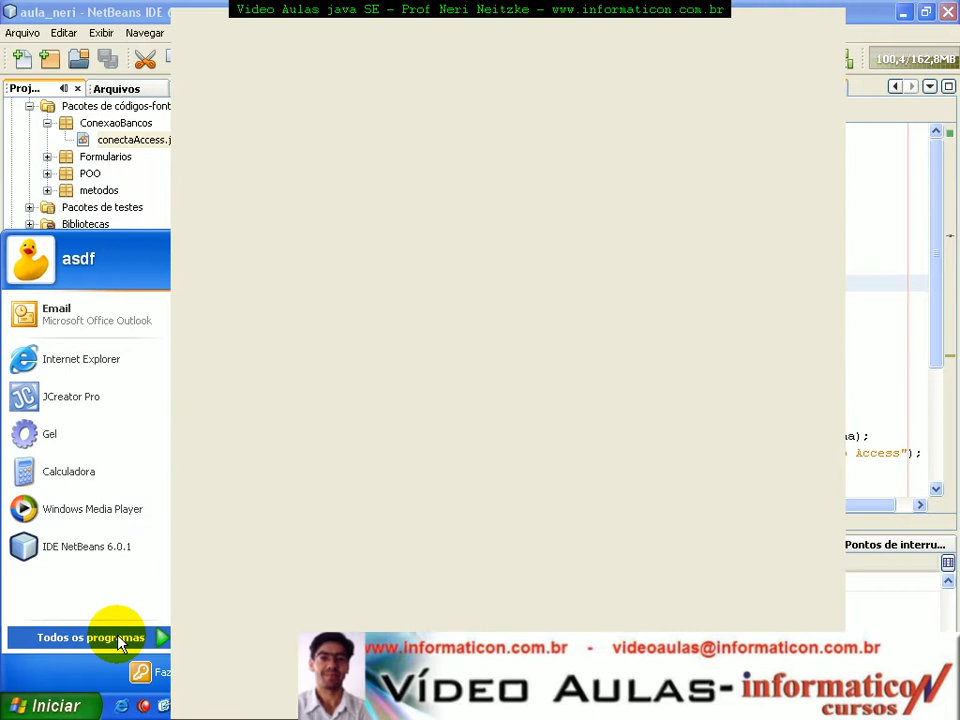 aula_neri - NetBeans IDE 6
Vídeo Aulas java SE - Prof Neri Neitzke - www.informaticon.com.br
Arquivo Editar Exibir Navegar
100,4/162,8MB
Proj... Arquivos
Pacotes de códigos-font
ConexaoBancos
conectaAccess.j
Formularios
POO
metodos
Pacotes de testes
Bibliotecas
asdf
Email
Microsoft Office Outlook
Internet Explorer
JCreator Pro
Gel
Calculadora
Windows Media Player
IDE NetBeans 6.0.1
Todos os programas
Faz
Iniciar
Access");
Pontos de interru...
www.informaticon.com.br - videoaulas@informaticon.com.br
VÍDEO AULAS-informaticon
cursos